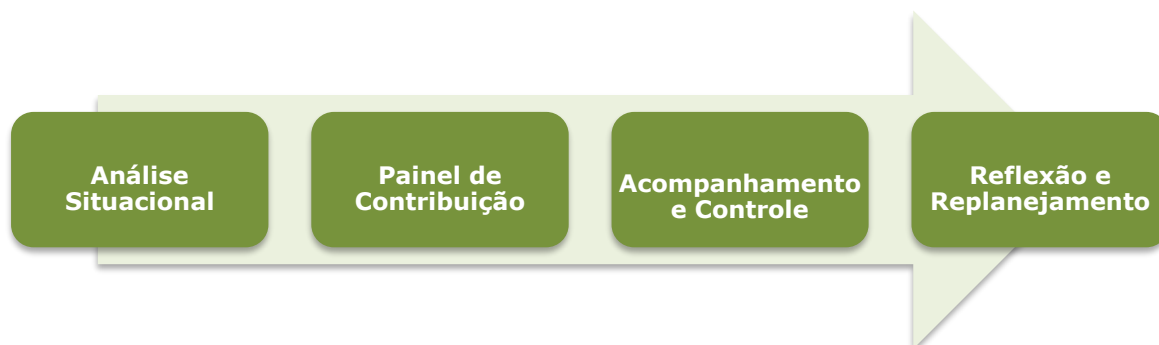 Análise
Situacional
Painel de
Contribuição
Acompanhamento
e Controle
Reflexão e
Replanejamento